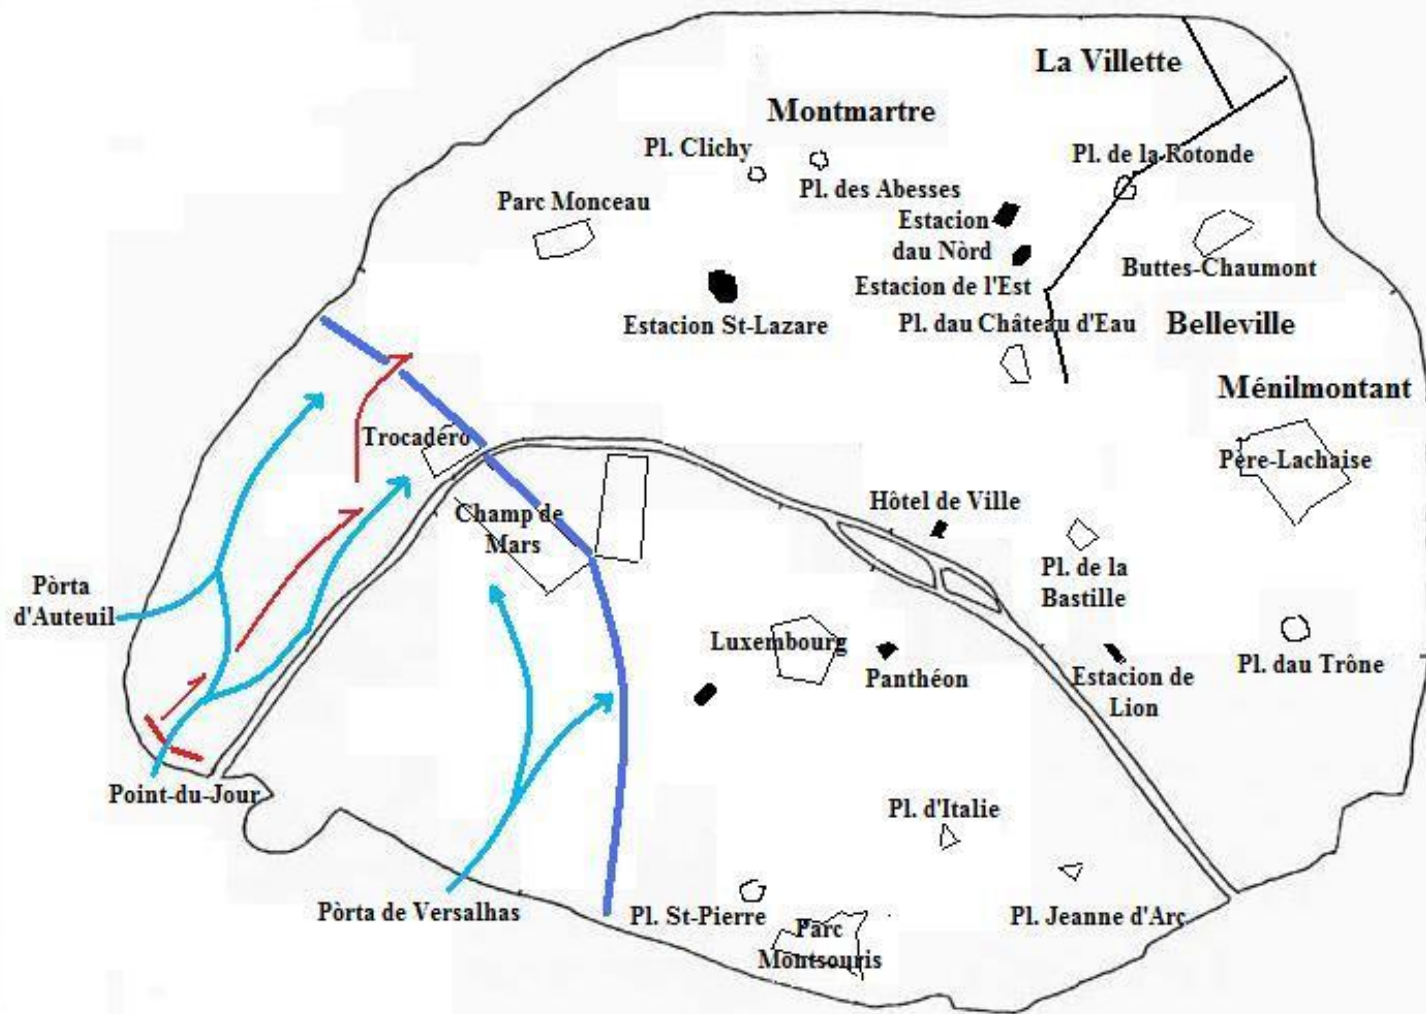 La Villette
Montmartre
Pl. Clichy
Pl. de la Rotonde
Pl. des Abesses
Parc Monceau
Estacion
dau Nòrd
Buttes-Chaumont
Estacion de l'Est
Estacion St-Lazare
Pl. dau Château d'Eau
Belleville
Ménilmontant
Trocadéro
Père-Lachaise
Champ de
Mars
Hôtel de Ville
Pl. de la
Bastille
Pòrta
d'Auteuil
Luxembourg
Panthéon
Estacion de
Lion
Pl. dau Trône
Point-du-Jour
Pl. d'Italie
Pòrta de Versalhas
Pl. St-Pierre
Parc
Montsouris
Pl. Jeanne d'Arc